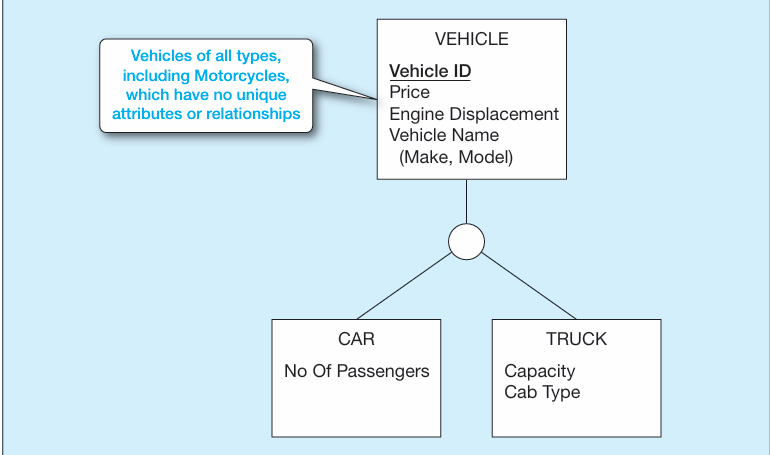 Vehicles of all types,
including Motorcycles,
which have no unique
attributes or relationships
VEHICLE
Vehicle ID
Price
Engine Displacement
Vehicle Name
(Make, Model)
CAR
No Of Passengers
TRUCK
Capacity
Cab Type